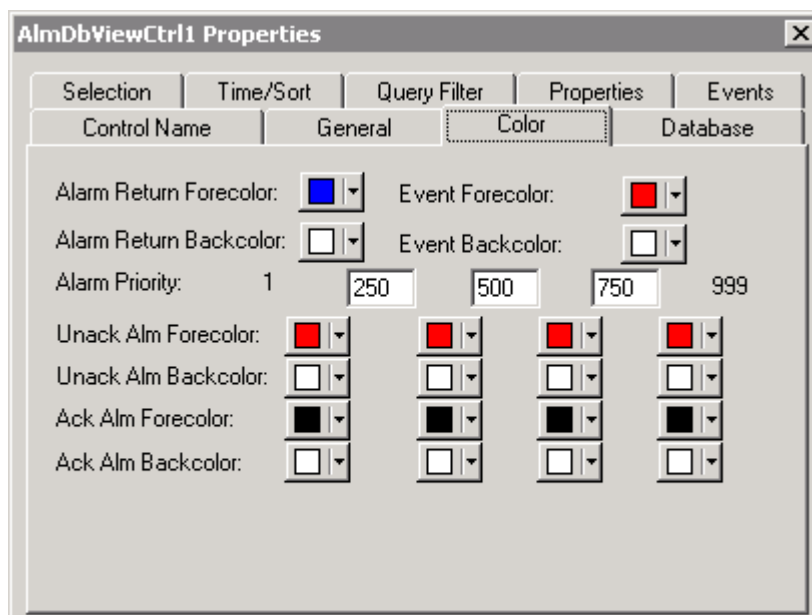 AlmDbViewCtrl1 Properties
Selection Time/Sort Query Filter Properties Events
Control Name General Color Database
Alarm Return Forecolor: Event Forecolor:
Alarm Return Backcolor: Event Backcolor:
Alarm Priority: 1 250 500 750 999
Unack Alm Forecolor:
Unack Alm Backcolor:
Ack Alm Forecolor:
Ack Alm Backcolor: